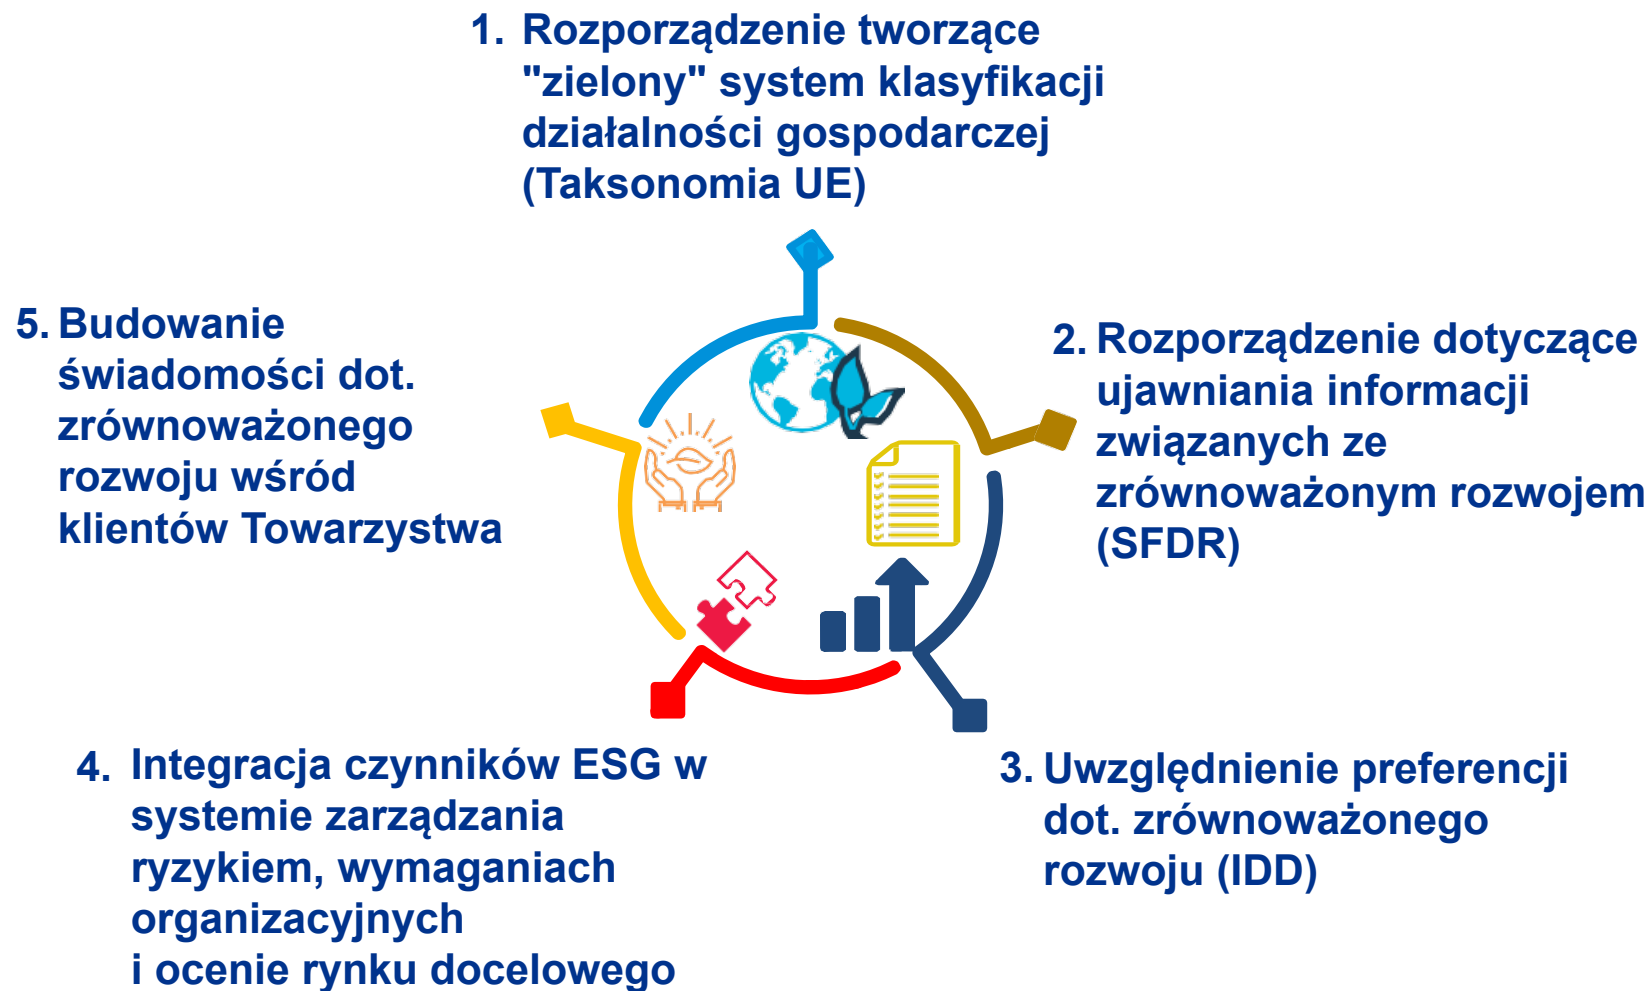 1. Rozporządzenie tworzące
"zielony" system klasyfikacji
działalności gospodarczej
(Taksonomia UE)
2. Rozporządzenie dotyczące
ujawniania informacji
związanych ze
zrównoważonym rozwojem
(SFDR)
3. Uwzględnienie preferencji
dot. zrównoważonego
rozwoju (IDD)
4. Integracja czynników ESG w
systemie zarządzania
ryzykiem, wymaganiach
organizacyjnych
i ocenie rynku docelowego
5. Budowanie
świadomości dot.
zrównoważonego
rozwoju wśród
klientów Towarzystwa